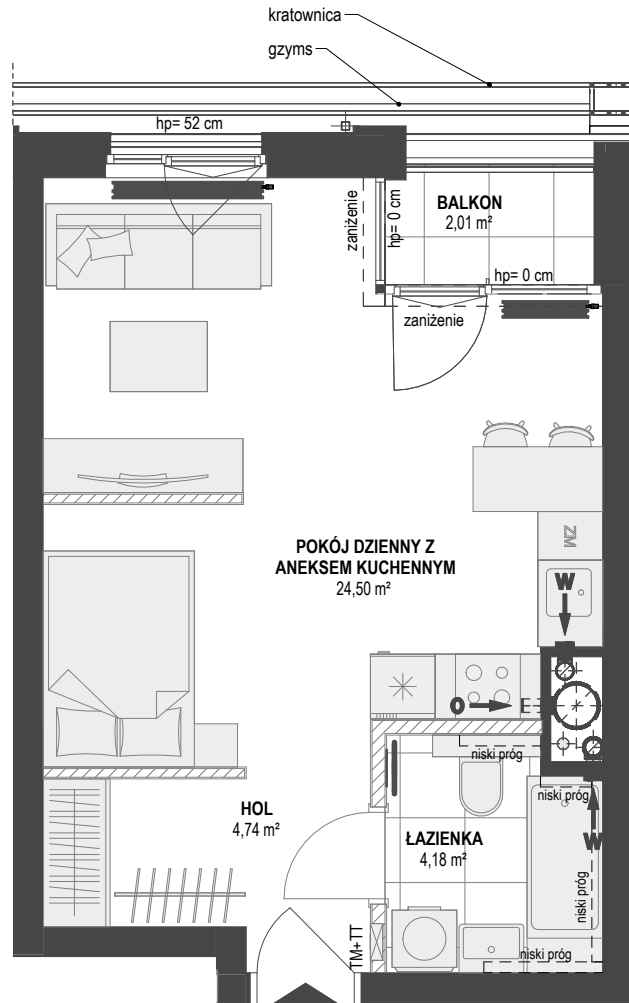 kratownica
gzyms
hp= 52 cm
zaniżenie
hp= 0 cm
BALKON
2,01 m²
hp= 0 cm
zaniżenie
ZM
POKÓJ DZIENNY Z
ANEKSEM KUCHENNYM
24,50 m²
W
O
niski próg
niski próg
HOL
4,74 m²
ŁAZIENKA
4,18 m²
W
niski próg
TM+TT
niski próg